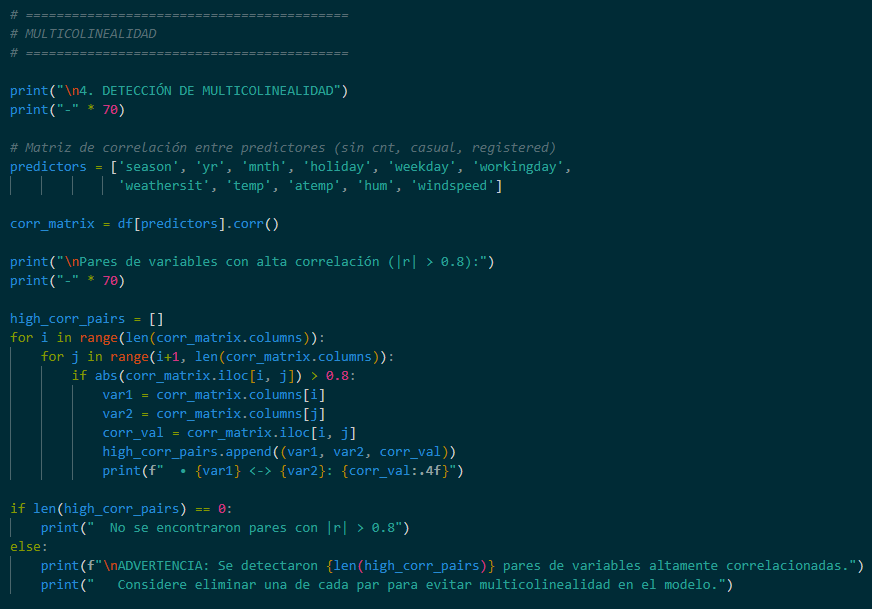 # ==========================================
# MULTICOLINEALIDAD
# ==========================================
print("\n4. DETECCIÓN DE MULTICOLINEALIDAD")
print("-" * 70)
# Matriz de correlación entre predictores (sin cnt, casual, registered)
predictors = ['season', 'yr', 'mnth', 'holiday', 'weekday', 'workingday',
              'weathersit', 'temp', 'atemp', 'hum', 'windspeed']
corr_matrix = df[predictors].corr()
print("\nPares de variables con alta correlación (|r| > 0.8):")
print("-" * 70)
high_corr_pairs = []
for i in range(len(corr_matrix.columns)):
    for j in range(i+1, len(corr_matrix.columns)):
        if abs(corr_matrix.iloc[i, j]) > 0.8:
            var1 = corr_matrix.columns[i]
            var2 = corr_matrix.columns[j]
            corr_val = corr_matrix.iloc[i, j]
            high_corr_pairs.append((var1, var2, corr_val))
            print(f"  • {var1} <-> {var2}: {corr_val:.4f}")
if len(high_corr_pairs) == 0:
    print("  No se encontraron pares con |r| > 0.8")
else:
    print(f"\nADVERTENCIA: Se detectaron {len(high_corr_pairs)} pares de variables altamente correlacionadas.")
    print("   Considere eliminar una de cada par para evitar multicolinealidad en el modelo.")